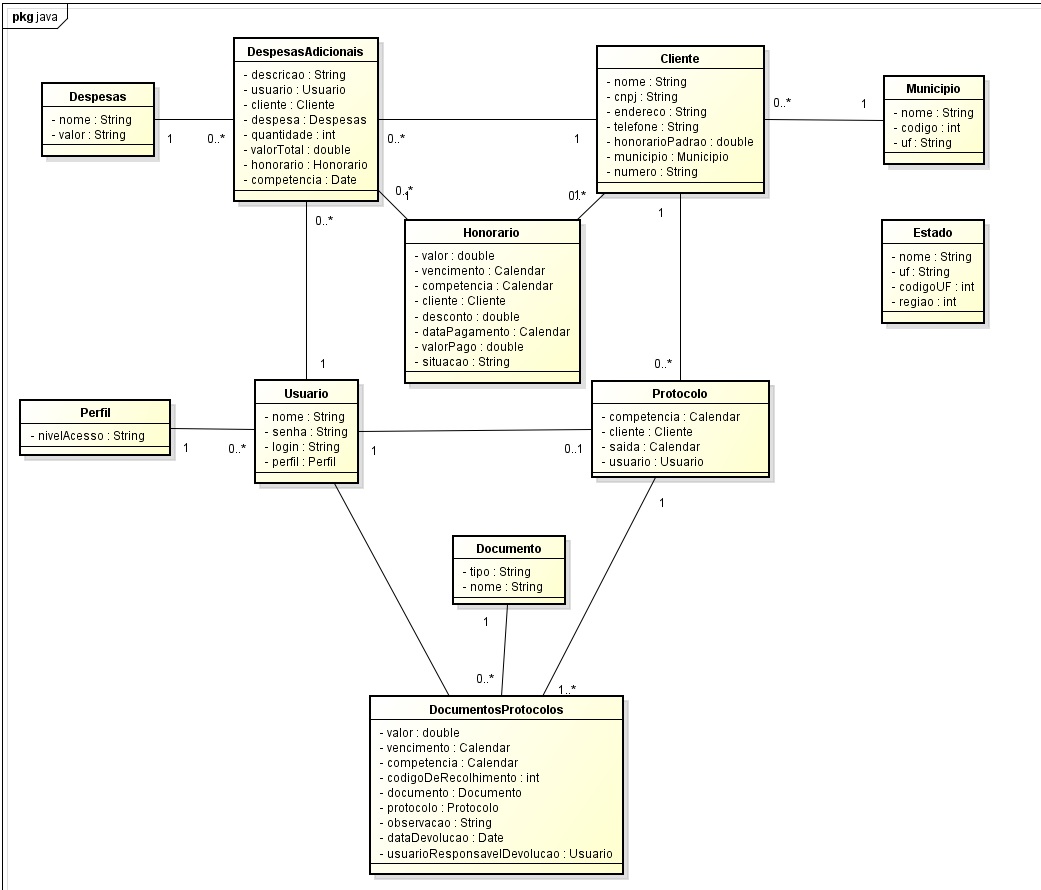 pkg java
DespesasAdicionais
- descricao : String
- usuario : Usuario
- cliente : Cliente
- despesa : Despesas
- quantidade : int
- valorTotal : double
- honorario : Honorario
- competencia : Date
Cliente
- nome : String
- cnpj : String
- endereco : String
- telefone : String
- honorarioPadrao : double
- municipio : Municipio
- numero : String
Despesas
- nome : String
- valor : String
Municipio
- nome : String
- codigo : int
- uf : String
1
0..*
0..*
1
0..*
1
0..*
1
0..*
1
0..*
1
Honorario
- valor : double
- vencimento : Calendar
- competencia : Calendar
- cliente : Cliente
- desconto : double
- dataPagamento : Calendar
- valorPago : double
- situacao : String
Estado
- nome : String
- uf : String
- codigoUF : int
- regiao : int
1
0..*
Usuario
- nome : String
- senha : String
- login : String
- perfil : Perfil
Protocolo
- competencia : Calendar
- cliente : Cliente
- saida : Calendar
- usuario : Usuario
Perfil
- nivelAcesso : String
1
0..*
1
0..1
1
Documento
- tipo : String
- nome : String
1
0..*
1..*
DocumentosProtocolos
- valor : double
- vencimento : Calendar
- competencia : Calendar
- codigoDeRecolhimento : int
- documento : Documento
- protocolo : Protocolo
- observacao : String
- dataDevolucao : Date
- usuarioResponsavelDevolucao : Usuario